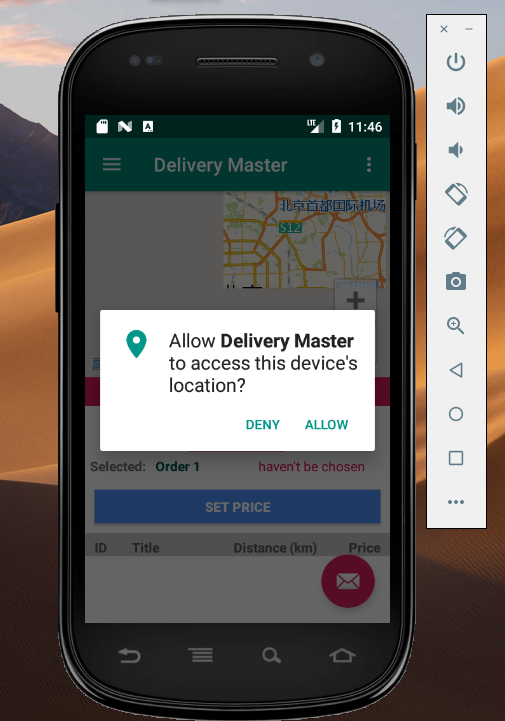 LTE 11:46
Delivery Master
北京首都国际机场
S12
Allow Delivery Master
to access this device's
location?
DENY ALLOW
Selected: Order 1 haven't be chosen
SET PRICE
ID Title Distance (km) Price